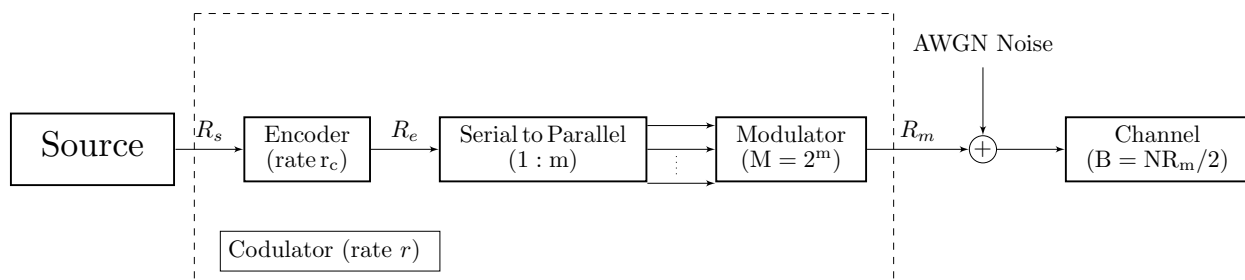 AWGN Noise
Source
R_s
Encoder
(rate r_c)
R_e
Serial to Parallel
(1 : m)
⋮
Modulator
(M = 2^m)
R_m
+
Channel
(B = NR_m/2)
Codulator (rate r)